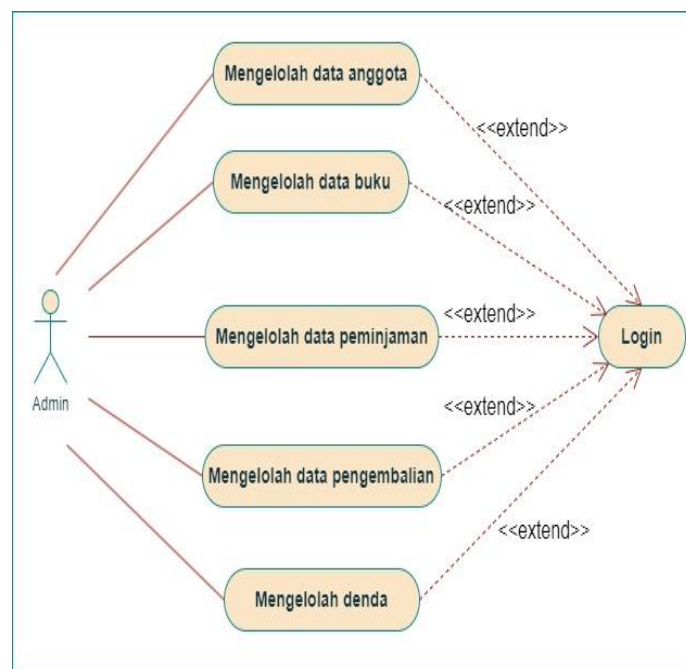 Mengelolah data anggota
<<extend>>
Mengelolah data buku
<<extend>>
Mengelolah data peminjaman
<<extend>>
Login
Admin
<<extend>>
Mengelolah data pengembalian
<<extend>>
Mengelolah denda